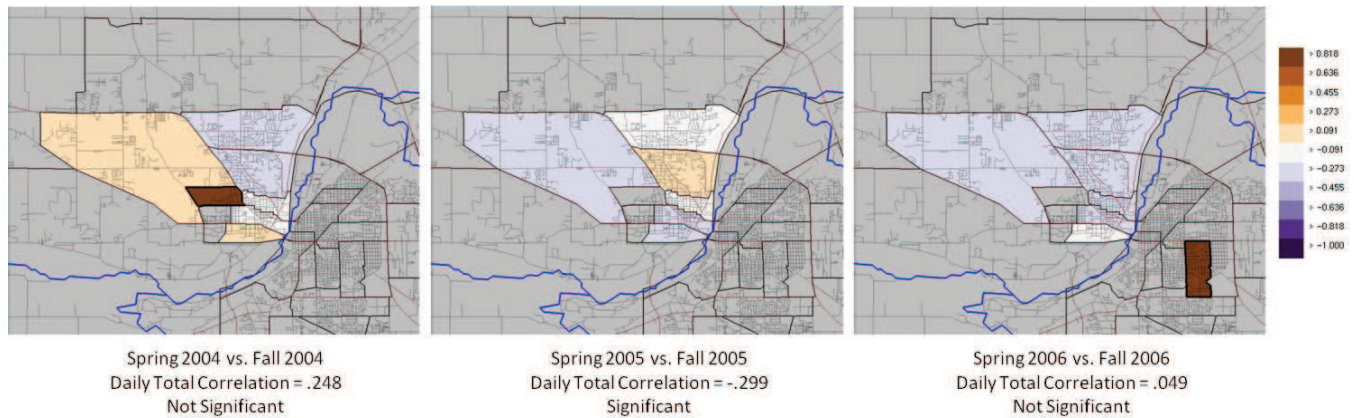 > 0.818
> 0.636
> 0.455
> 0.273
> 0.091
> -0.091
> -0.273
> -0.455
> -0.636
> -0.818
> -1.000
Spring 2004 vs. Fall 2004
Daily Total Correlation = .248
Not Significant
Spring 2005 vs. Fall 2005
Daily Total Correlation = -.299
Significant
Spring 2006 vs. Fall 2006
Daily Total Correlation = .049
Not Significant